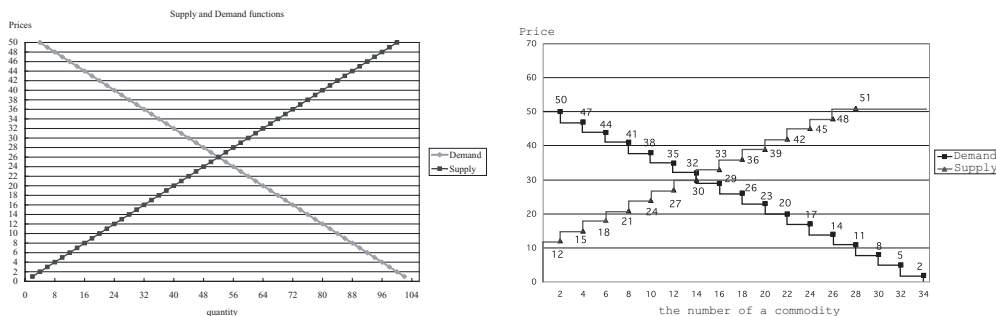 Supply and Demand functions
Prices
50
48
46
44
42
40
38
36
34
32
30
28
26
24
22
20
18
16
14
12
10
8
6
4
2
0
0 8 16 24 32 40 48 56 64 72 80 88 96 104
quantity
Demand
Supply
Price
70
60
50
40
30
20
10
0
50 47 44 41 38 35 32 29 26 23 20 17 14 11 8 5 2
12 15 18 21 24 27 30 33 36 39 42 45 48 51
2 4 6 8 10 12 14 16 18 20 22 24 26 28 30 32 34
the number of a commodity
Demand
Supply